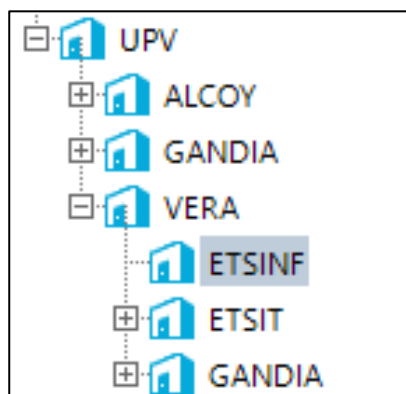 UPV
ALCOY
GANDIA
VERA
ETSINF
ETSIT
GANDIA